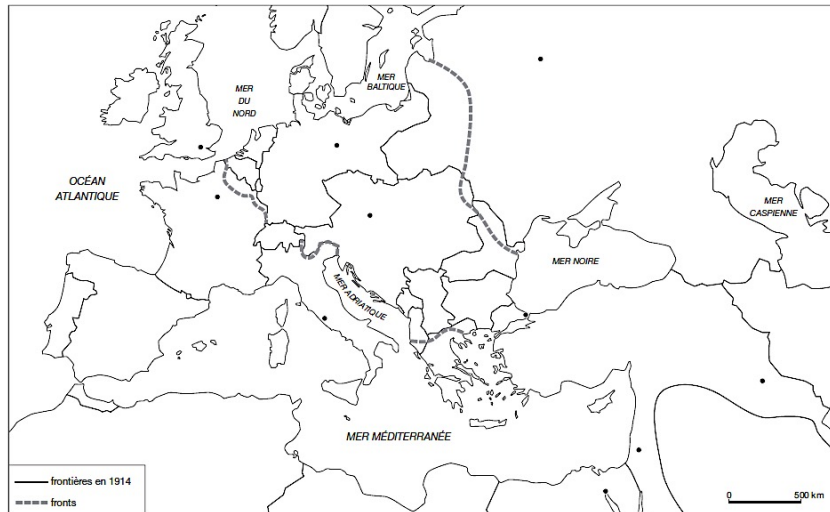 MER
DU
NORD
MER
BALTIQUE
OCÉAN
ATLANTIQUE
MER
CASPIENNE
MER NOIRE
MER ADRIATIQUE
MER MÉDITERRANÉE
frontières en 1914
fronts
0 500 km